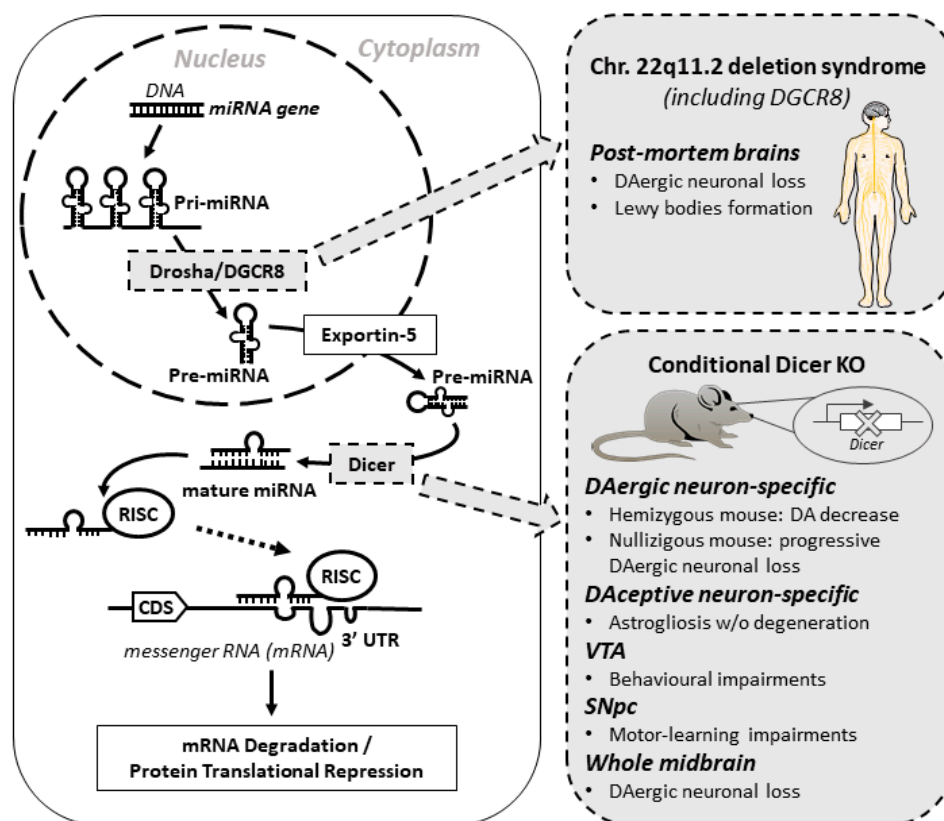 Nucleus
Cytoplasm
DNA
miRNA gene
Pri-miRNA
Drosha/DGCR8
Pre-miRNA
Exportin-5
Pre-miRNA
Dicer
mature miRNA
RISC
RISC
CDS
3’ UTR
messenger RNA (mRNA)
mRNA Degradation /
Protein Translational Repression
Chr. 22q11.2 deletion syndrome
(including DGCR8)
Post-mortem brains
• DAergic neuronal loss
• Lewy bodies formation
Conditional Dicer KO
Dicer
DAergic neuron-specific
• Hemizygous mouse: DA decrease
• Nullizigous mouse: progressive
DAergic neuronal loss
DAceptive neuron-specific
• Astrogliosis w/o degeneration
VTA
• Behavioural impairments
SNpc
• Motor-learning impairments
Whole midbrain
• DAergic neuronal loss